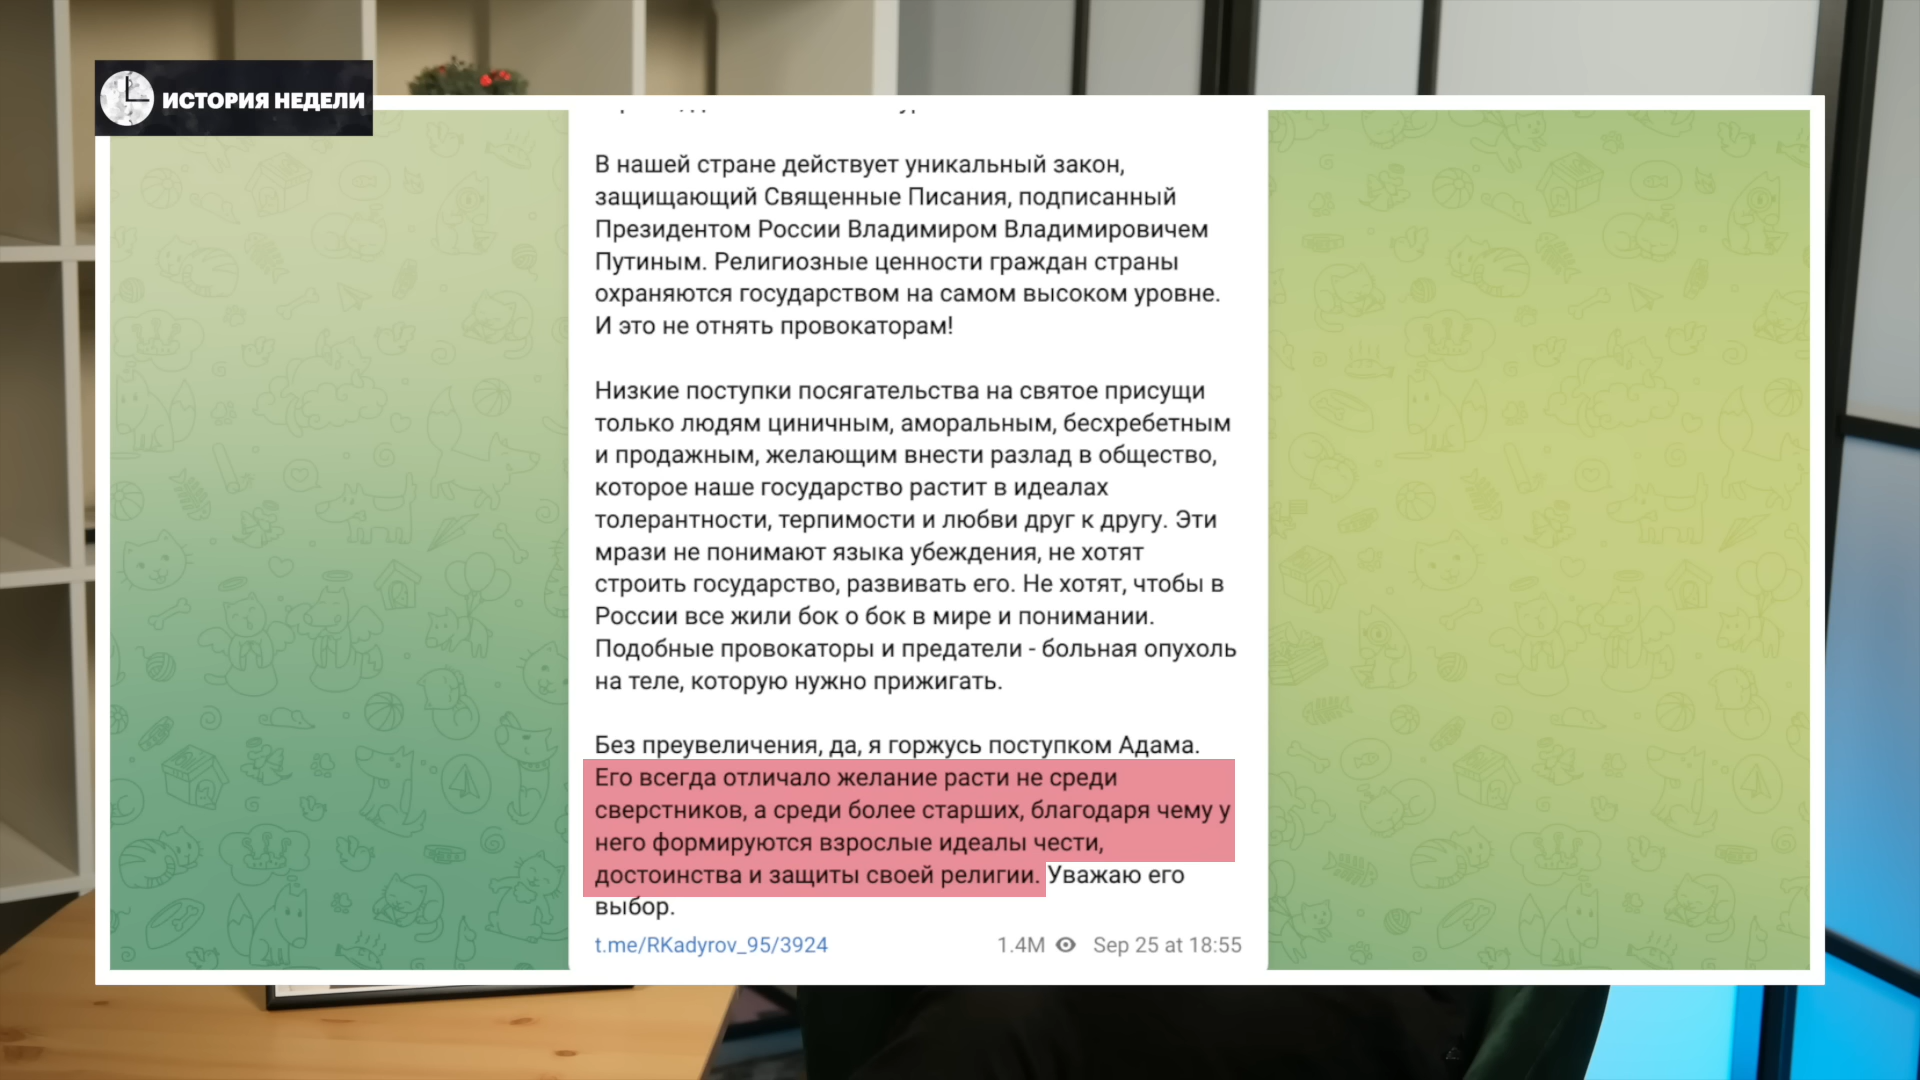 ИСТОРИЯ НЕДЕЛИ
В нашей стране действует уникальный закон,
защищающий Священные Писания, подписанный
Президентом России Владимиром Владимировичем
Путиным. Религиозные ценности граждан страны
охраняются государством на самом высоком уровне.
И это не отнять провокаторам!
Низкие поступки посягательства на святое присущи
только людям циничным, аморальным, бесхребетным
и продажным, желающим внести разлад в общество,
которое наше государство растит в идеалах
толерантности, терпимости и любви друг к другу. Эти
мрази не понимают языка убеждения, не хотят
строить государство, развивать его. Не хотят, чтобы в
России все жили бок о бок в мире и понимании.
Подобные провокаторы и предатели - больная опухоль
на теле, которую нужно прижигать.
Без преувеличения, да, я горжусь поступком Адама.
Его всегда отличало желание расти не среди
сверстников, а среди более старших, благодаря чему у
него формируются взрослые идеалы чести,
достоинства и защиты своей религии. Уважаю его
выбор.
t.me/RKadyrov_95/3924 1.4M Sep 25 at 18:55